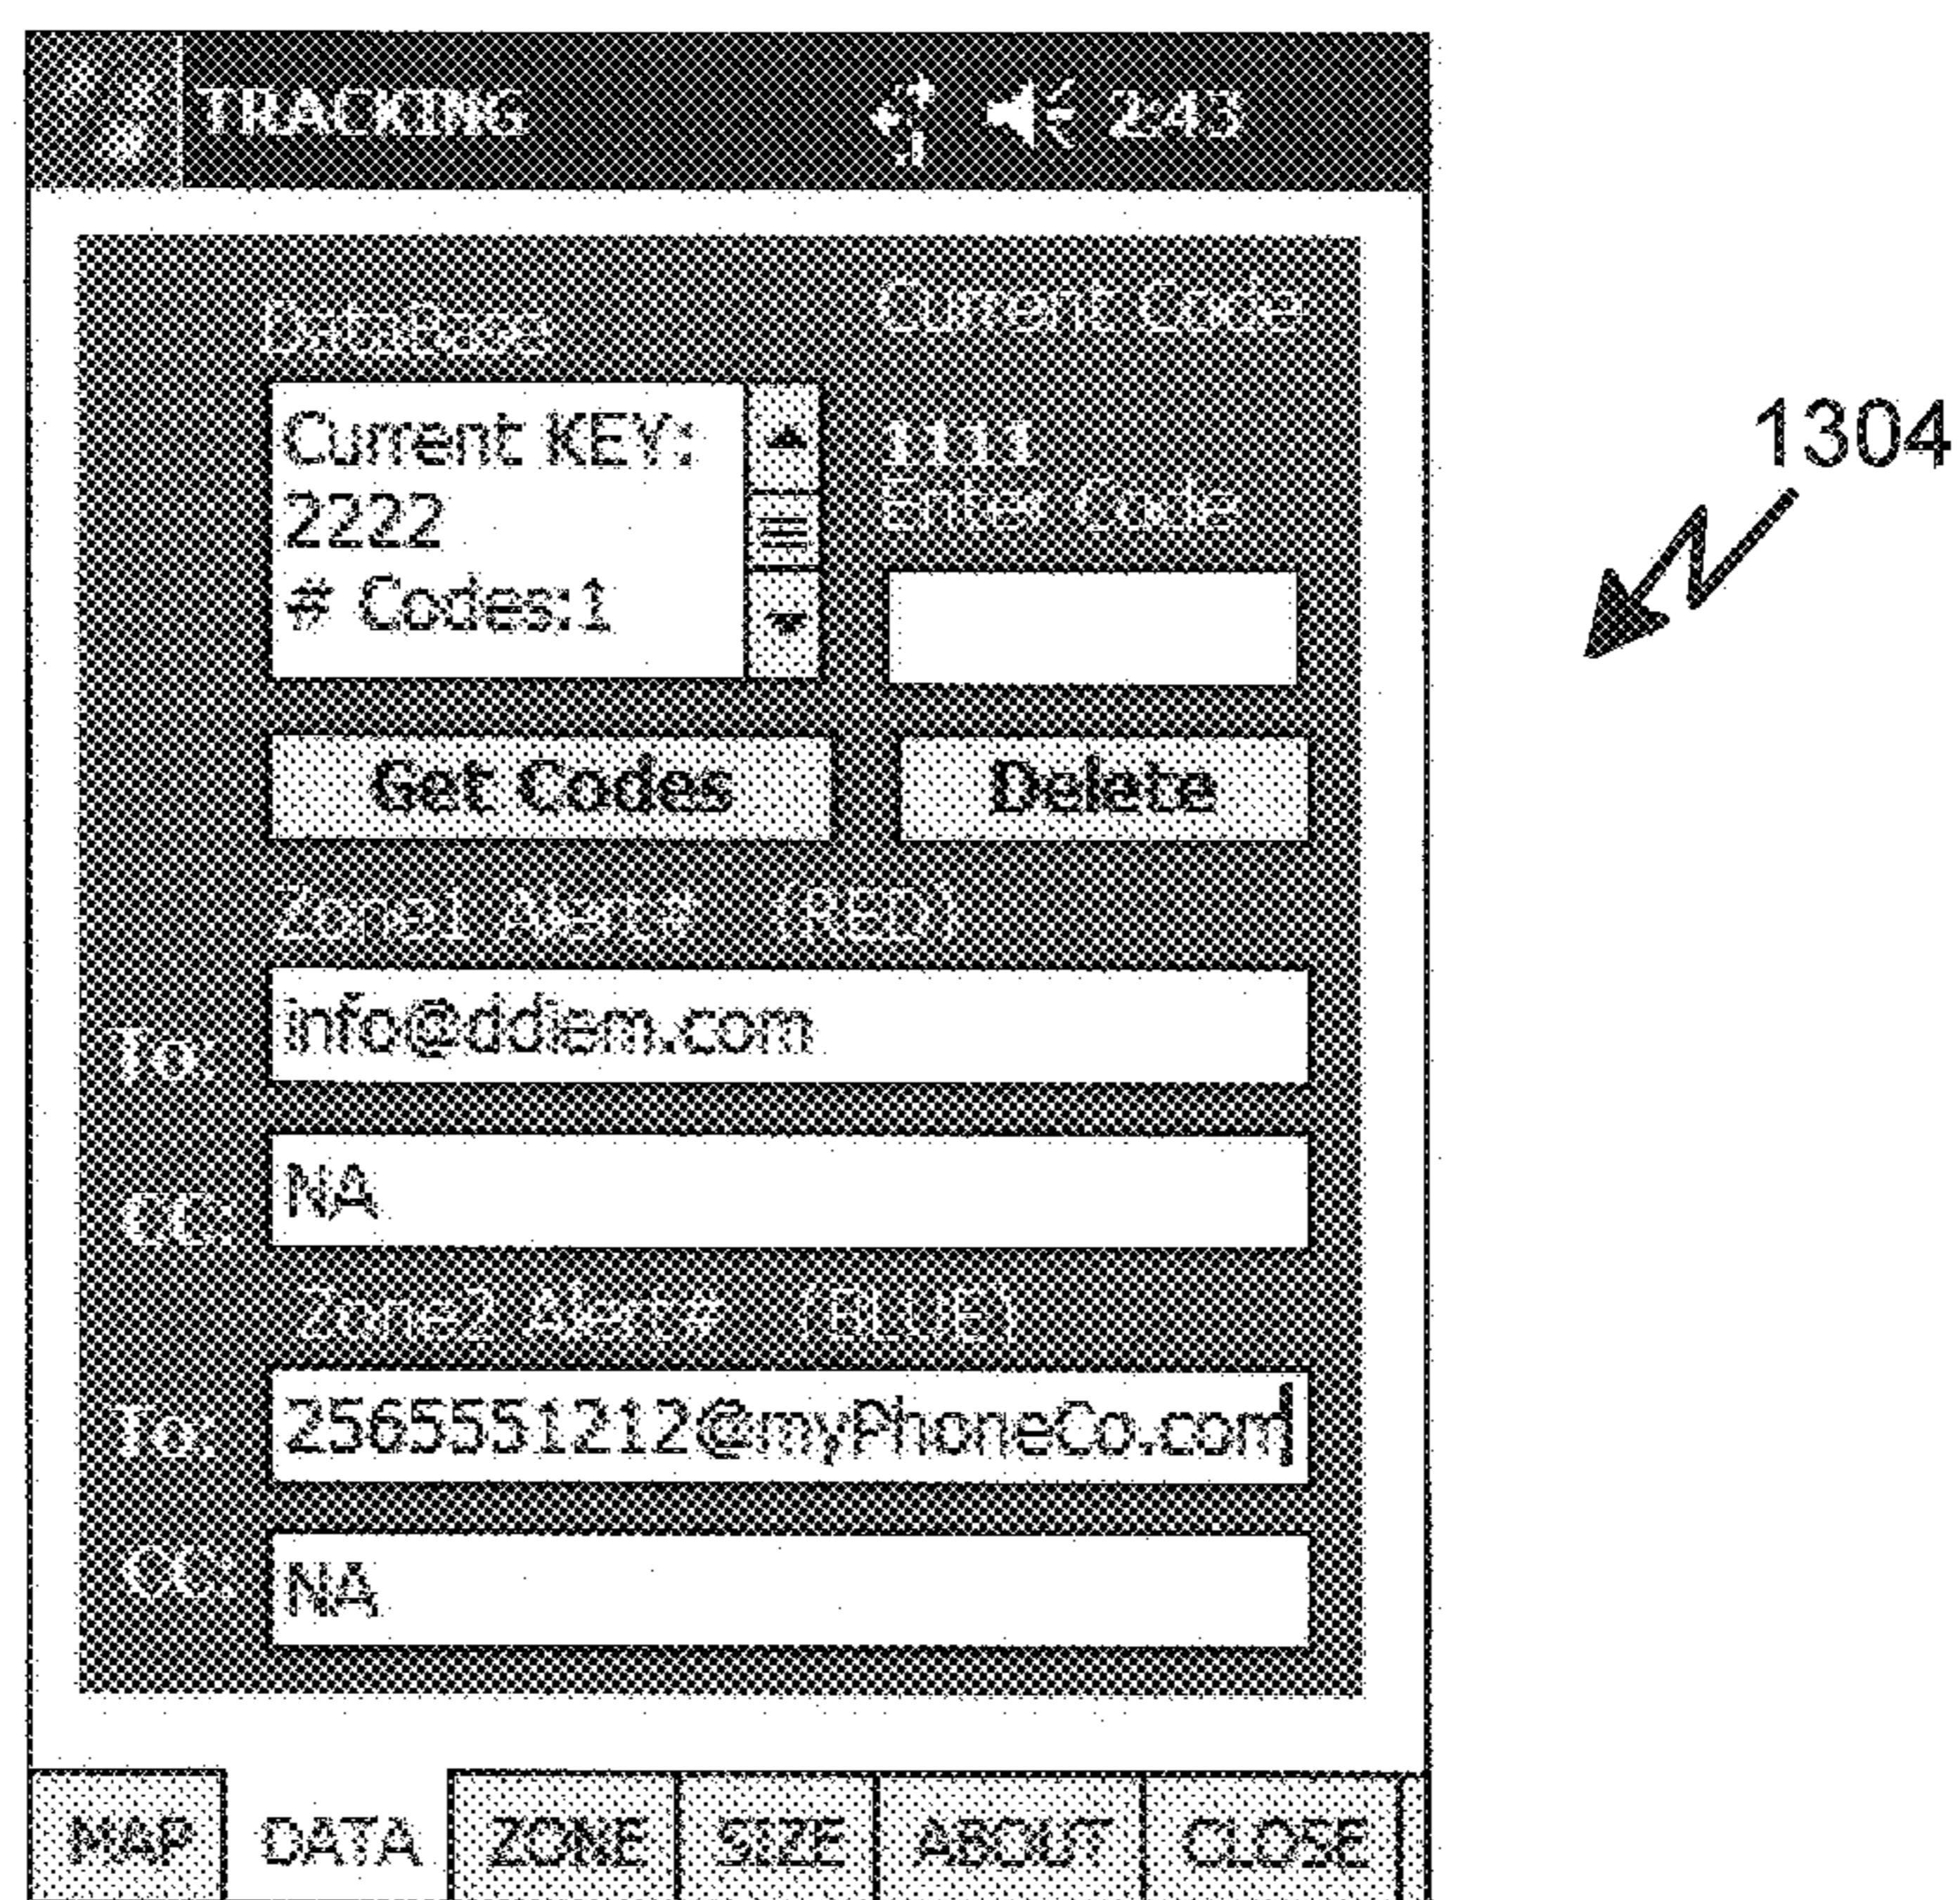 TRACKING 2:43
DataBase Current Code
Current KEY:
2222
# Codes:1
1111
Enter Code
1304
Get Codes Delete
Zone1 Alert# (RED)
To: info@ddiem.com
CC: NA
Zone2 Alert# (BLUE)
To: 2565551212@myPhoneCo.com
CC: NA
MAP DATA ZONE SIZE ABOUT CLOSE